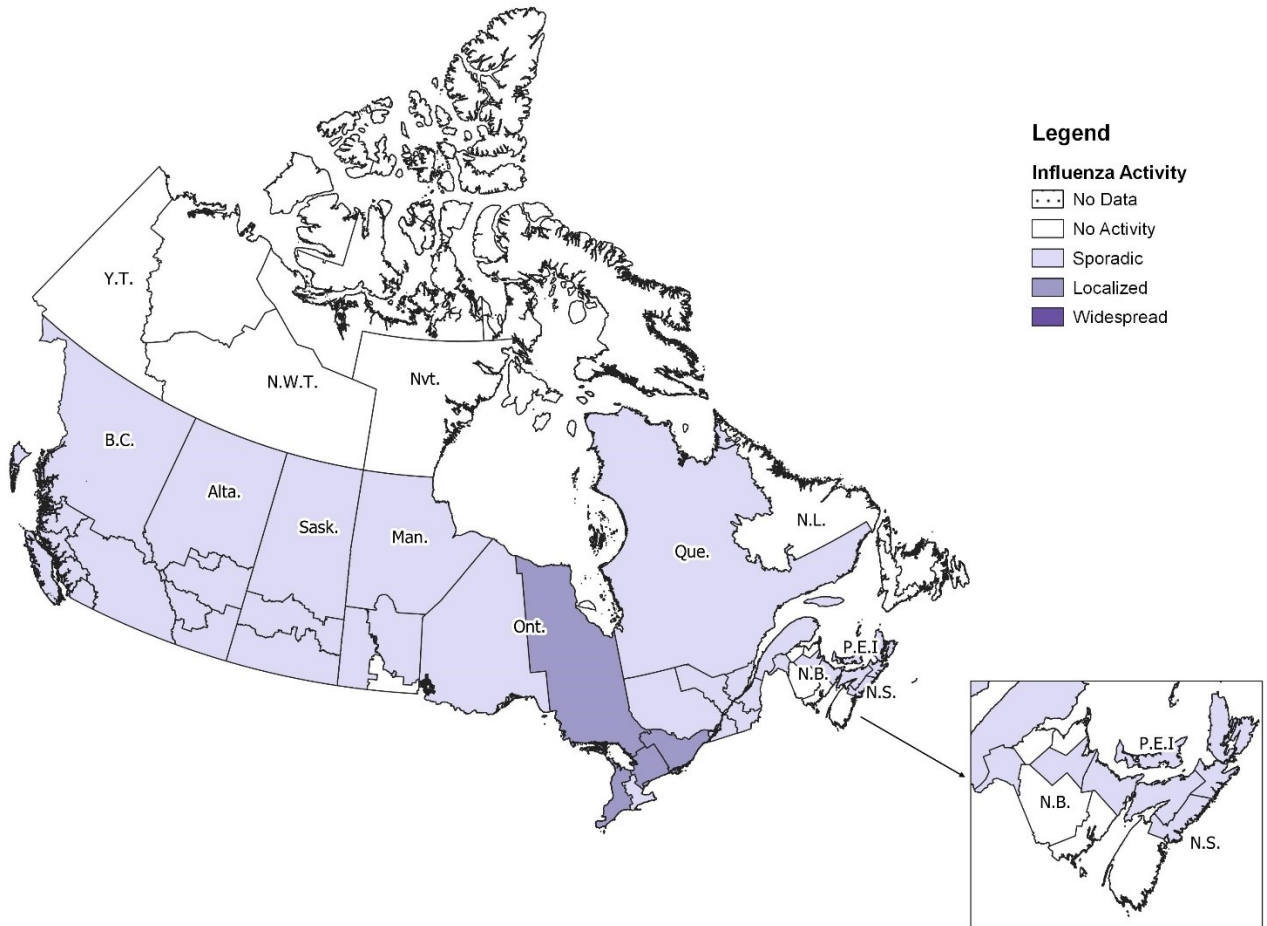 Legend
Influenza Activity
No Data
No Activity
Sporadic
Localized
Widespread
Y.T.
N.W.T.
Nvt.
B.C.
Alta.
Sask.
Man.
Ont.
Que.
N.L.
P.E.I
N.B.
N.S.
P.E.I
N.B.
N.S.